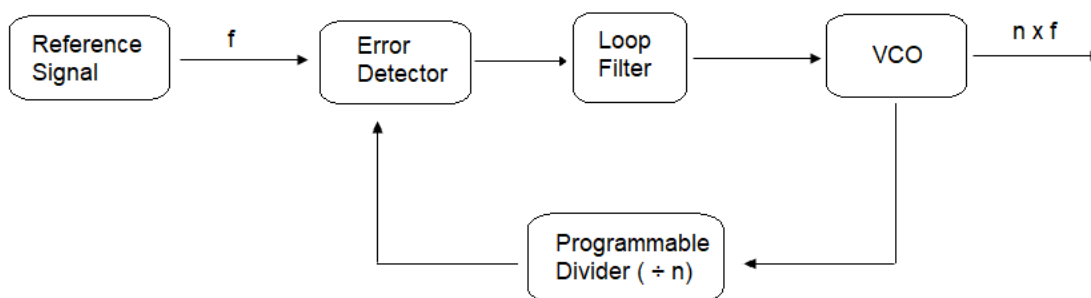 Reference
Signal
f
Error
Detector
Loop
Filter
VCO
n x f
Programmable
Divider ( ÷ n)